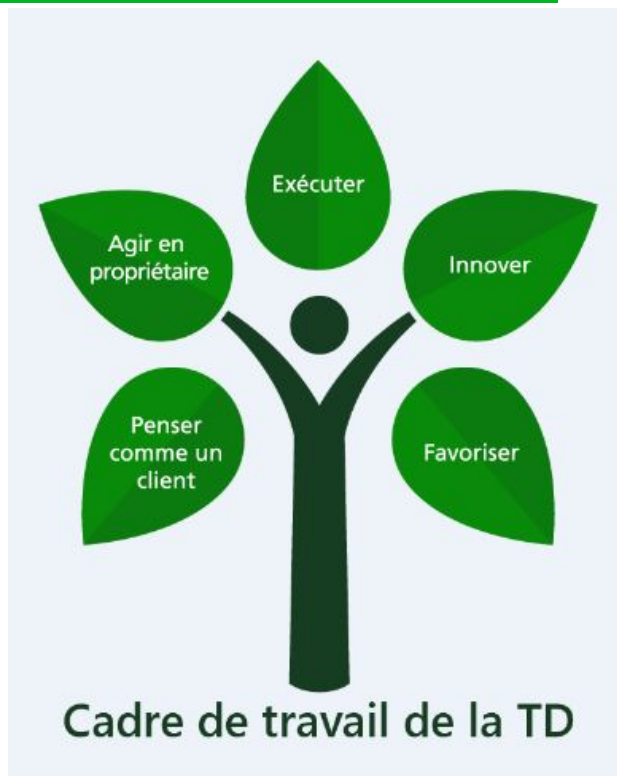 Exécuter
Agir en
propriétaire
Innover
Penser
comme un
client
Favoriser
Cadre de travail de la TD